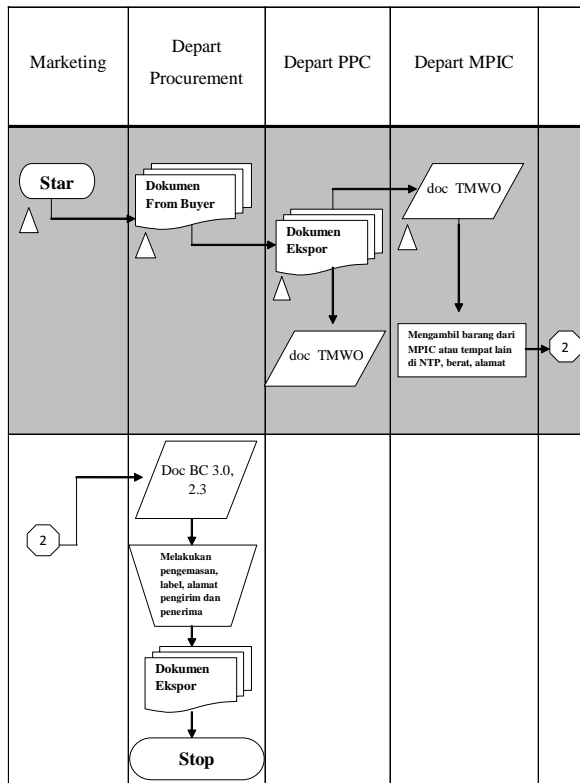 Marketing
Depart
Procurement
Depart PPC
Depart MPIC
Star
Dokumen
From Buyer
Dokumen
Ekspor
doc TMWO
doc TMWO
Mengambil barang dari
MPIC atau tempat lain
di NTP, berat, alamat
2
2
Doc BC 3.0,
2.3
Melakukan
pengemasan,
label, alamat
pengirim dan
penerima
Dokumen
Ekspor
Stop